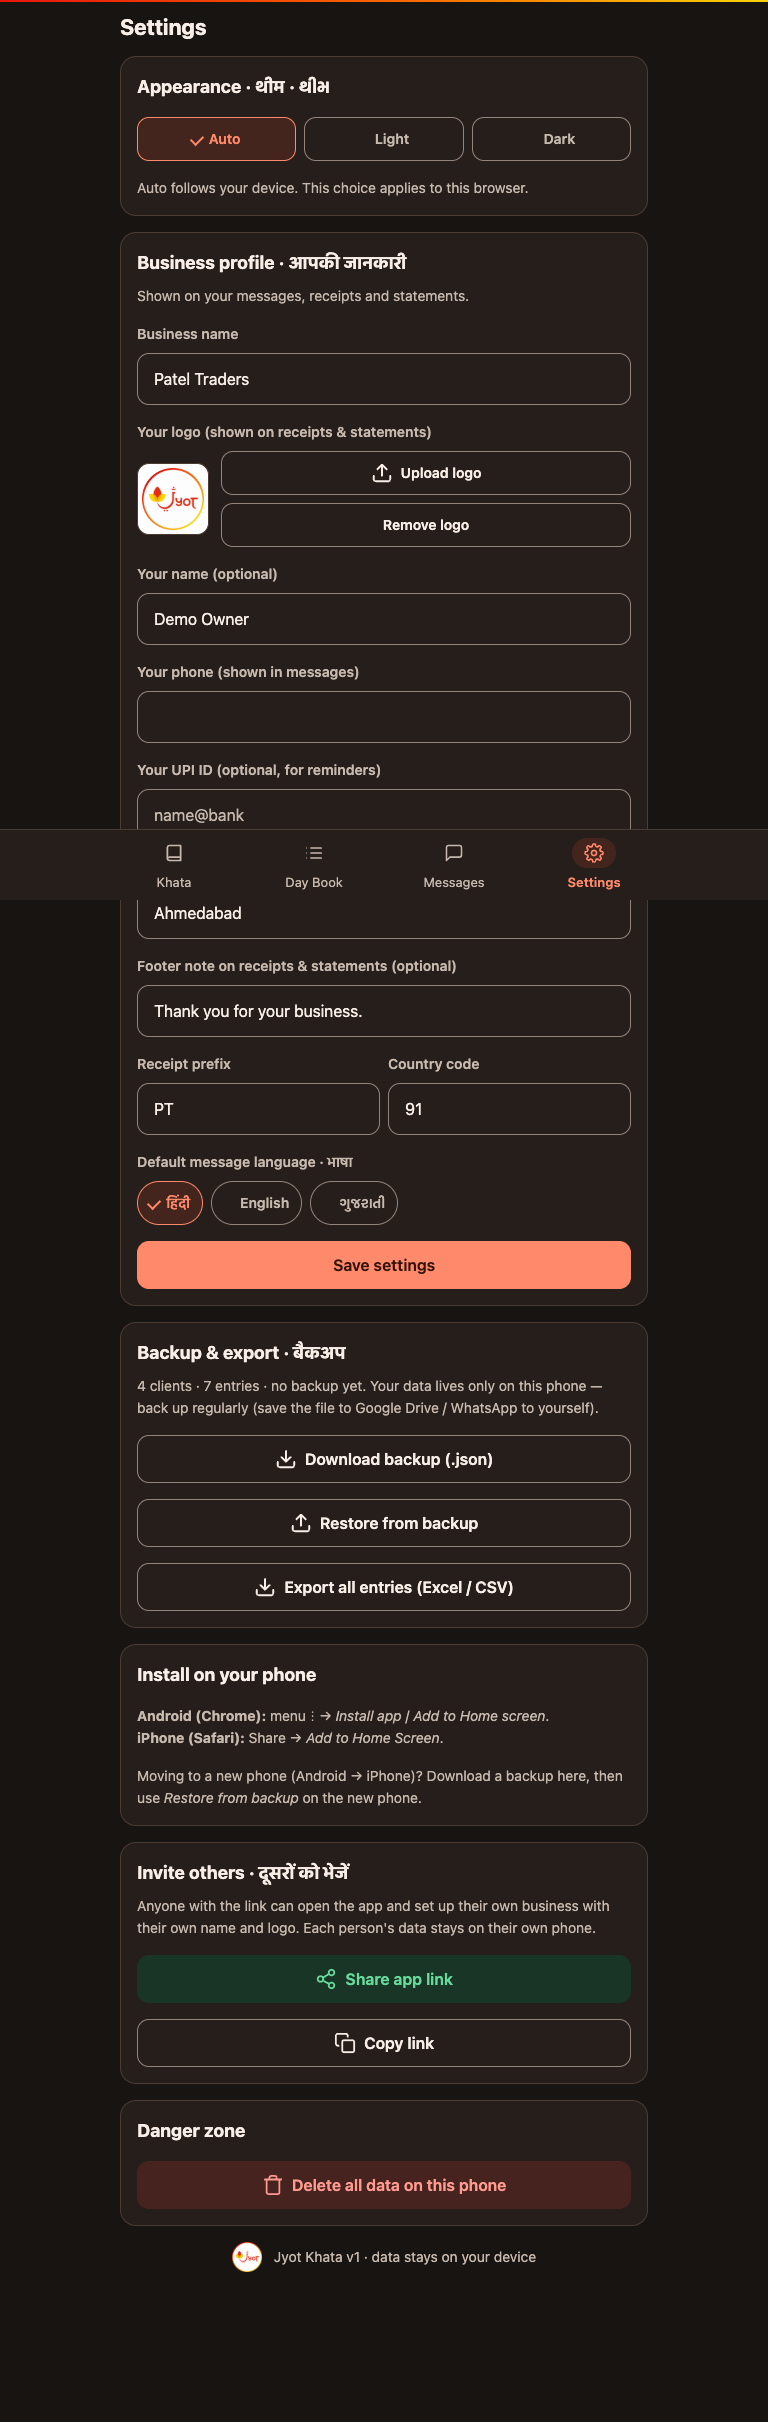 Settings
Appearance · थीम · થીમ
Auto
Light
Dark
Auto follows your device. This choice applies to this browser.
Business profile · आपकी जानकारी
Shown on your messages, receipts and statements.
Business name
Patel Traders
Your logo (shown on receipts & statements)
Jyot
Upload logo
Remove logo
Your name (optional)
Demo Owner
Your phone (shown in messages)
Your UPI ID (optional, for reminders)
name@bank
Khata
Day Book
Messages
Settings
Ahmedabad
Footer note on receipts & statements (optional)
Thank you for your business.
Receipt prefix
Country code
PT
91
Default message language · भाषा
हिंदी
English
ગુજરાતી
Save settings
Backup & export · बैकअप
4 clients · 7 entries · no backup yet. Your data lives only on this phone —
back up regularly (save the file to Google Drive / WhatsApp to yourself).
Download backup (.json)
Restore from backup
Export all entries (Excel / CSV)
Install on your phone
Android (Chrome): menu ⋮ → Install app / Add to Home screen.
iPhone (Safari): Share → Add to Home Screen.
Moving to a new phone (Android → iPhone)? Download a backup here, then
use Restore from backup on the new phone.
Invite others · दूसरों को भेजें
Anyone with the link can open the app and set up their own business with
their own name and logo. Each person's data stays on their own phone.
Share app link
Copy link
Danger zone
Delete all data on this phone
Jyot
Jyot Khata v1 · data stays on your device